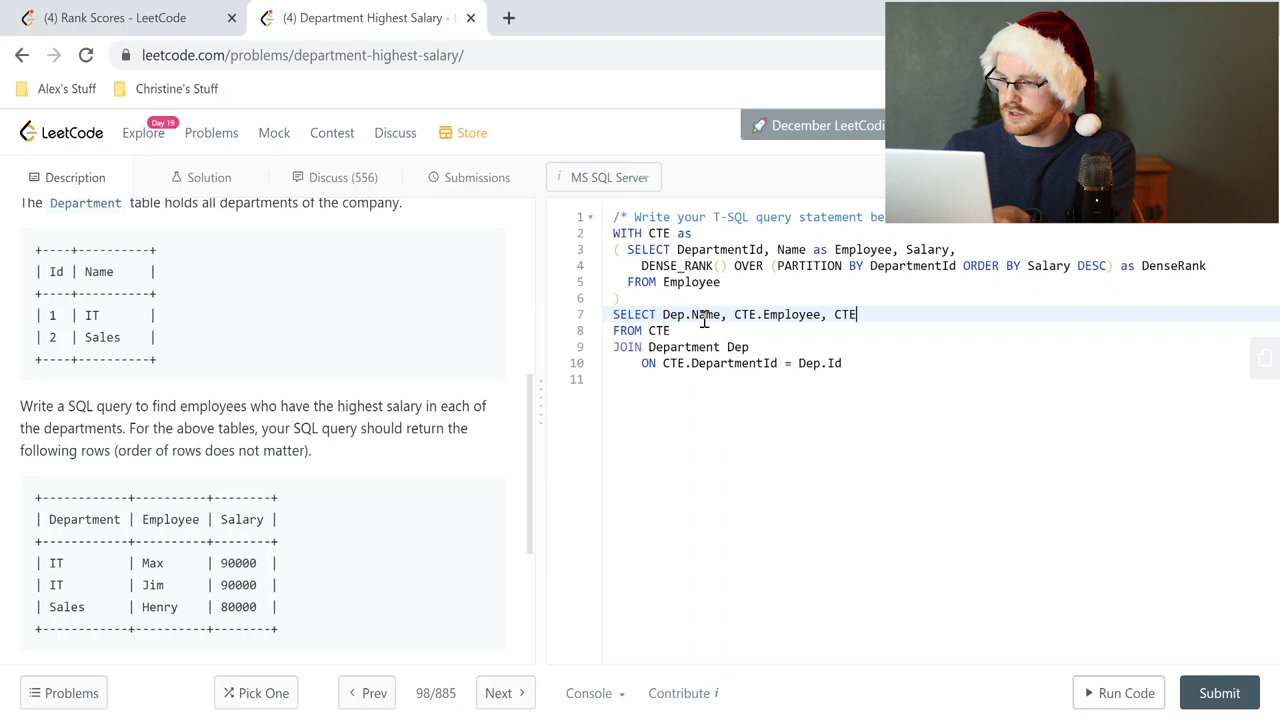 (4) Rank Scores - LeetCode
(4) Department Highest Salary - L
leetcode.com/problems/department-highest-salary/
Alex's Stuff
Christine's Stuff
LeetCode
Explore
Day 19
Problems
Mock
Contest
Discuss
Store
December LeetCodi
Description
Solution
Discuss (556)
Submissions
i MS SQL Server
The Department table holds all departments of the company.
+----+---------+
| Id | Name    |
+----+---------+
| 1  | IT      |
| 2  | Sales   |
+----+---------+
Write a SQL query to find employees who have the highest salary in each of
the departments. For the above tables, your SQL query should return the
following rows (order of rows does not matter).
+------------+----------+--------+
| Department | Employee | Salary |
+------------+----------+--------+
| IT         | Max      | 90000  |
| IT         | Jim      | 90000  |
| Sales      | Henry    | 80000  |
+------------+----------+--------+
1 /* Write your T-SQL query statement be
2 WITH CTE as
3 ( SELECT DepartmentId, Name as Employee, Salary,
4 DENSE_RANK() OVER (PARTITION BY DepartmentId ORDER BY Salary DESC) as DenseRank
5 FROM Employee
6 )
7 SELECT Dep.Name, CTE.Employee, CTE
8 FROM CTE
9 JOIN Department Dep
10 ON CTE.DepartmentId = Dep.Id
11
Problems
Pick One
Prev
98/885
Next
Console
Contribute i
Run Code
Submit